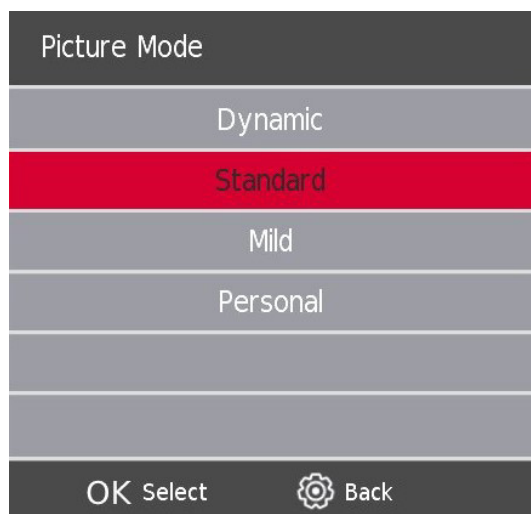 Picture Mode
Dynamic
Standard
Mild
Personal
OK Select Back